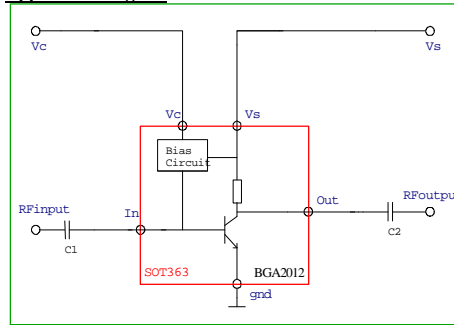 Vc
Vs
Vc
Vs
Bias
Circuit
RFinput
In
Out
RFoutput
C1
C2
SOT363
BGA2012
gnd